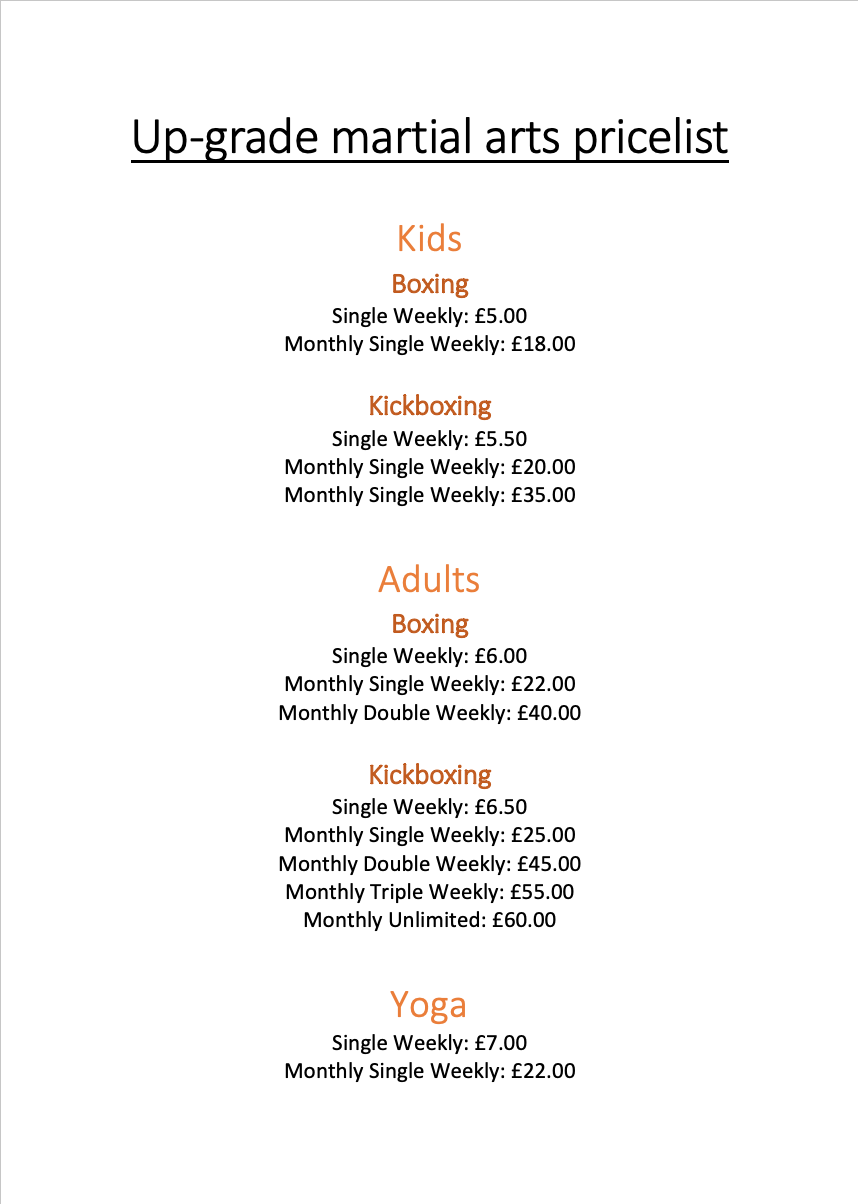 Up-grade martial arts pricelist
Kids
Boxing
Single Weekly: £5.00
Monthly Single Weekly: £18.00
Kickboxing
Single Weekly: £5.50
Monthly Single Weekly: £20.00
Monthly Single Weekly: £35.00
Adults
Boxing
Single Weekly: £6.00
Monthly Single Weekly: £22.00
Monthly Double Weekly: £40.00
Kickboxing
Single Weekly: £6.50
Monthly Single Weekly: £25.00
Monthly Double Weekly: £45.00
Monthly Triple Weekly: £55.00
Monthly Unlimited: £60.00
Yoga
Single Weekly: £7.00
Monthly Single Weekly: £22.00